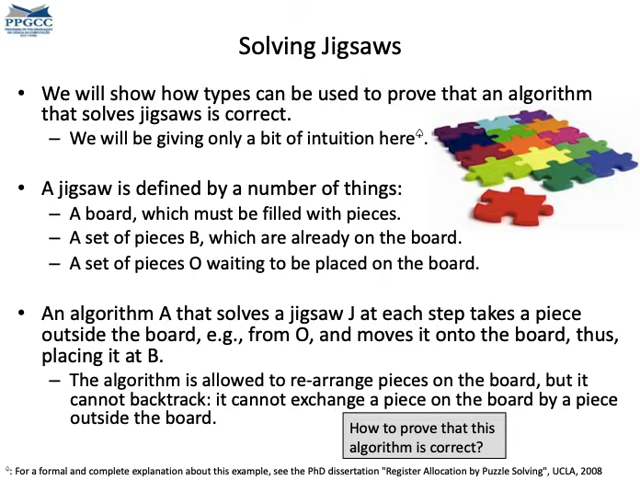 PPGCC
Solving Jigsaws
• We will show how types can be used to prove that an algorithm
that solves jigsaws is correct.
– We will be giving only a bit of intuition here♤.
• A jigsaw is defined by a number of things:
– A board, which must be filled with pieces.
– A set of pieces B, which are already on the board.
– A set of pieces O waiting to be placed on the board.
• An algorithm A that solves a jigsaw J at each step takes a piece
outside the board, e.g., from O, and moves it onto the board, thus,
placing it at B.
– The algorithm is allowed to re-arrange pieces on the board, but it
cannot backtrack: it cannot exchange a piece on the board by a piece
outside the board.
How to prove that this
algorithm is correct?
♤: For a formal and complete explanation about this example, see the PhD dissertation "Register Allocation by Puzzle Solving", UCLA, 2008